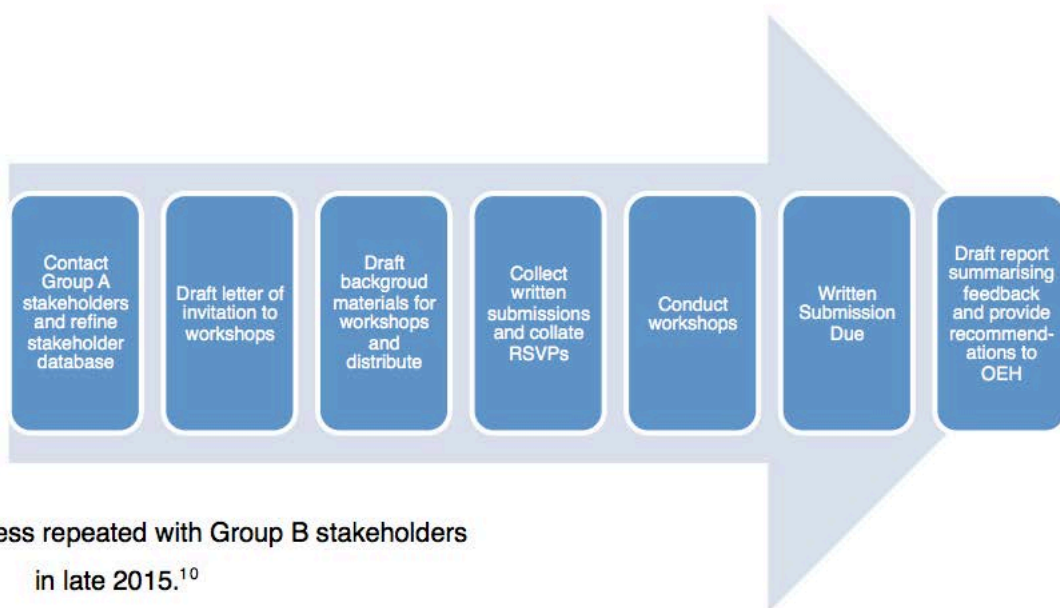 Contact
Group A
stakeholders
and refine
stakeholder
database
Draft letter of
invitation to
workshops
Draft
backgroud
materials for
workshops
and
distribute
Collect
written
submissions
and collate
RSVPs
Conduct
workshops
Written
Submission
Due
Draft report
summarising
feedback
and provide
recommend-
ations to
OEH
ess repeated with Group B stakeholders
in late 2015.¹⁰